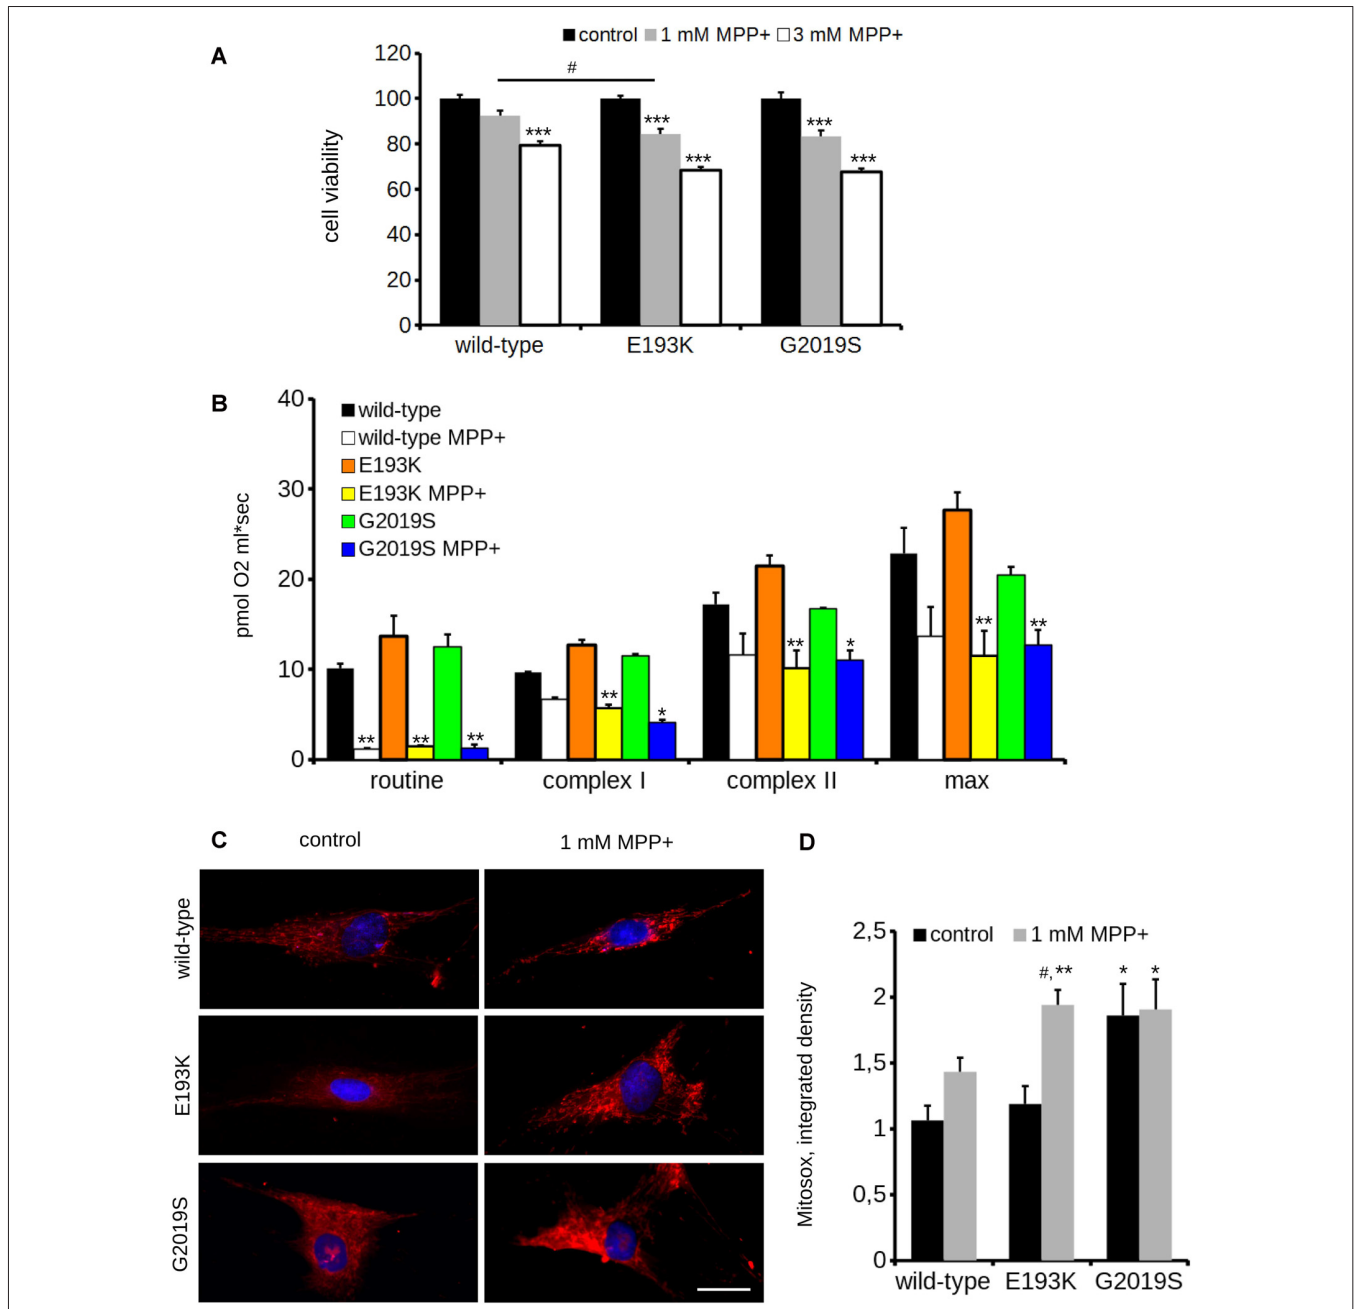 A
control 1 mM MPP+ 3 mM MPP+
120
100
80
60
40
20
0
cell viability
#
***
***
***
***
***
wild-type E193K G2019S
B
40
30
20
10
0
pmol O2 ml*sec
wild-type
wild-type MPP+
E193K
E193K MPP+
G2019S
G2019S MPP+
** ** **
** *
** *
** **
routine complex I complex II max
C
control 1 mM MPP+
wild-type
E193K
G2019S
D
control 1 mM MPP+
2,5
2
1,5
1
0,5
0
Mitosox, integrated density
#,** * *
wild-type E193K G2019S